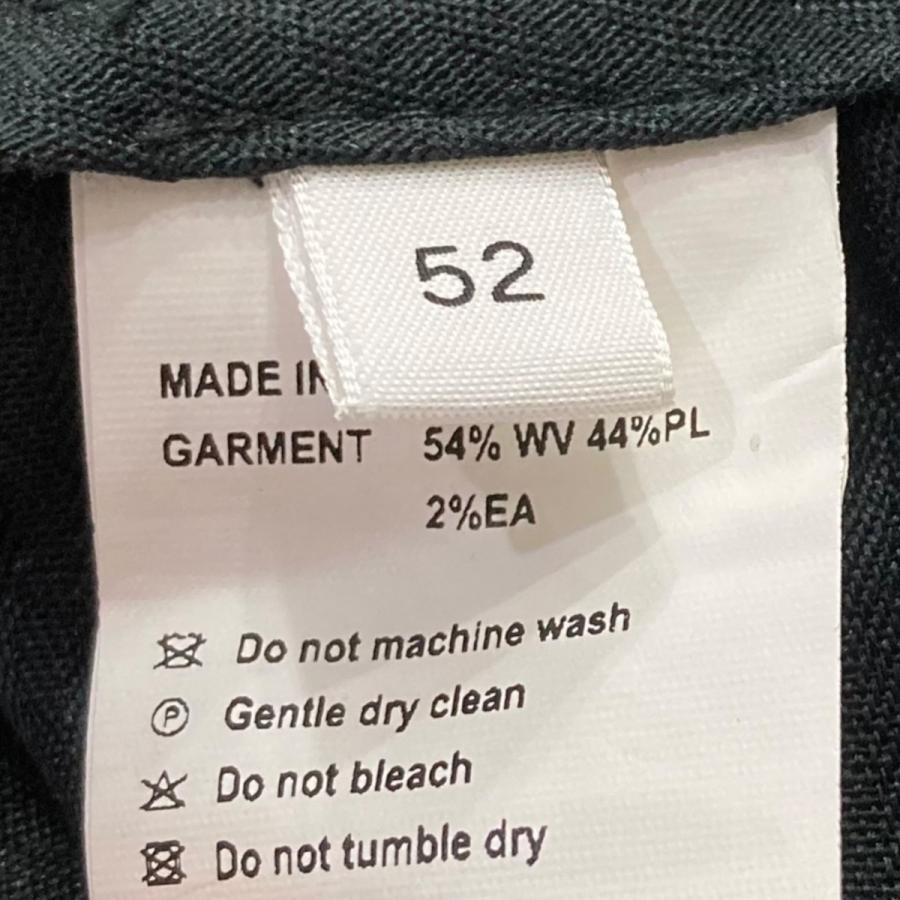 52
MADE IN
GARMENT 54% WV 44%PL
2%EA
Do not machine wash
P Gentle dry clean
Do not bleach
Do not tumble dry